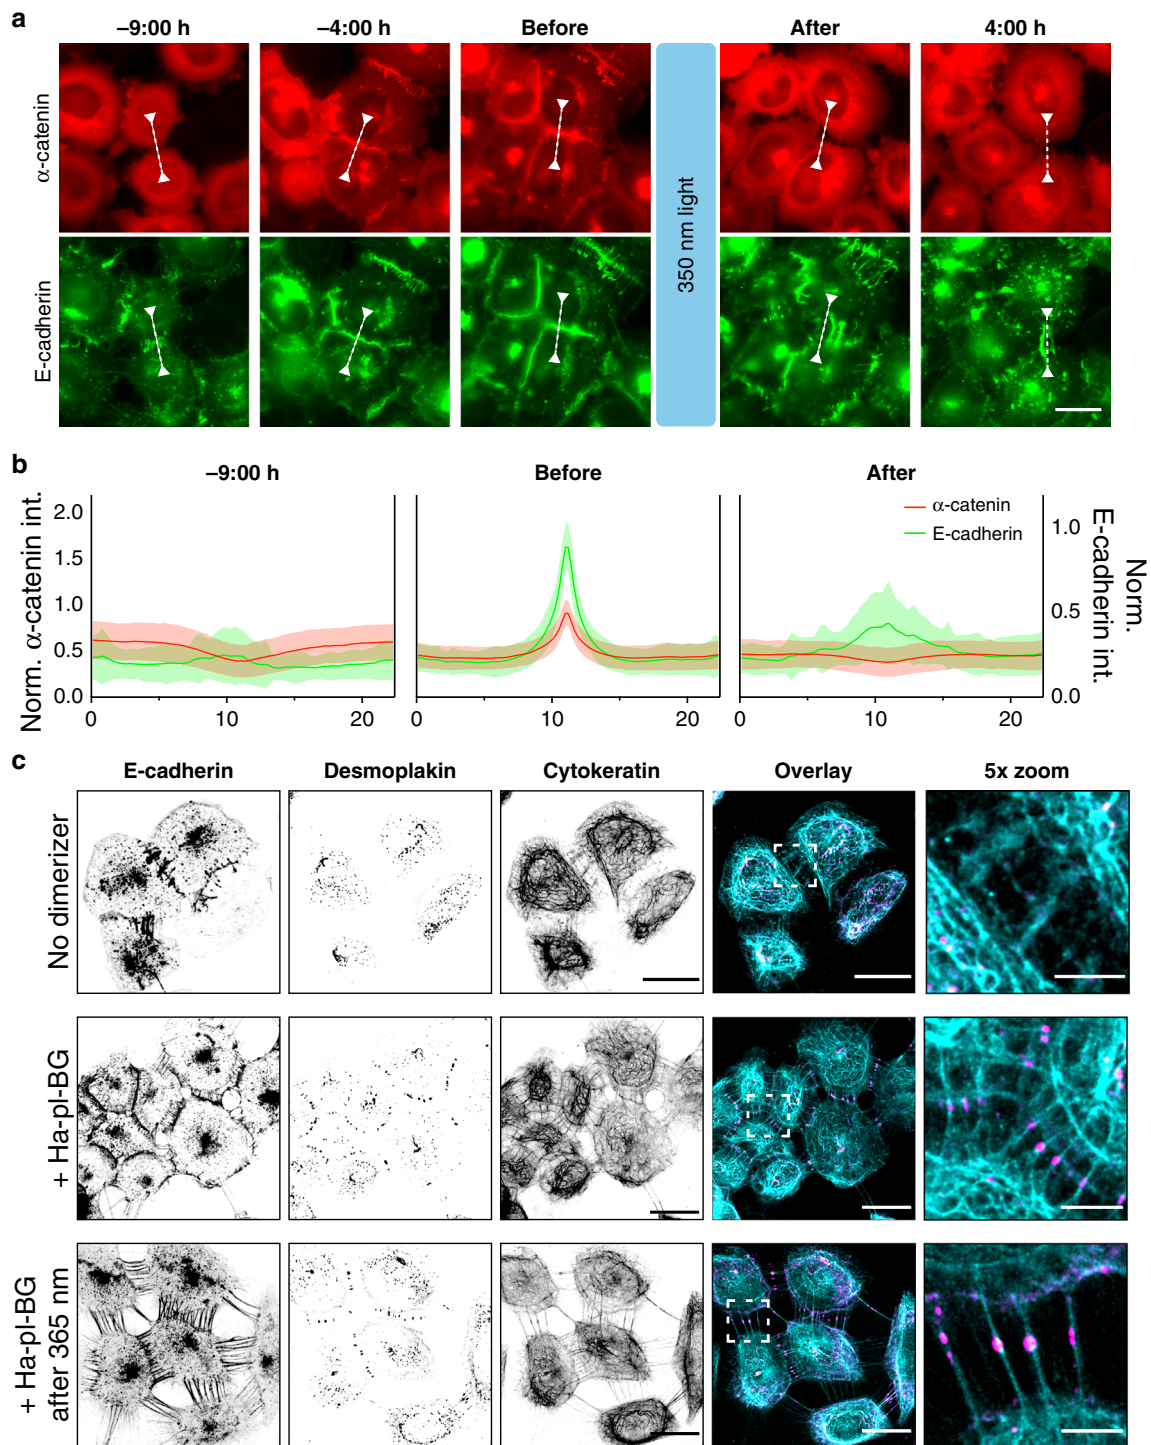 a
–9:00 h –4:00 h Before After 4:00 h
α-catenin
E-cadherin
350 nm light
b
–9:00 h Before After
Norm. α-catenin int.
2.0
1.5
1.0
0.5
0.0
0 10 20
0 10 20
0 10 20
α-catenin
E-cadherin
1.0
0.5
0.0
Norm.
E-cadherin int.
c
E-cadherin Desmoplakin Cytokeratin Overlay 5x zoom
No dimerizer
+ Ha-pl-BG
+ Ha-pl-BG
after 365 nm